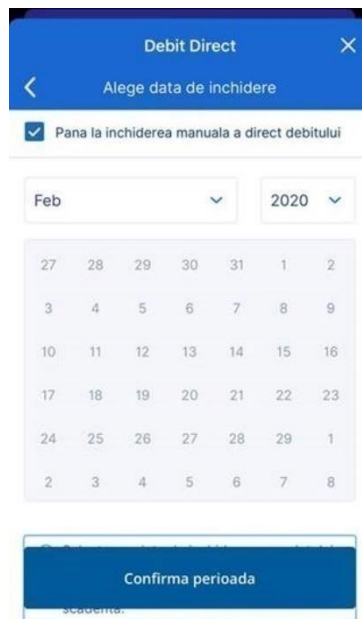 Debit Direct
Alege data de inchidere
Pana la inchiderea manuala a direct debitului
Feb 2020
27 28 29 30 31 1 2
3 4 5 6 7 8 9
10 11 12 13 14 15 16
17 18 19 20 21 22 23
24 25 26 27 28 29 1
2 3 4 5 6 7 8
Confirma perioada
scadenta.